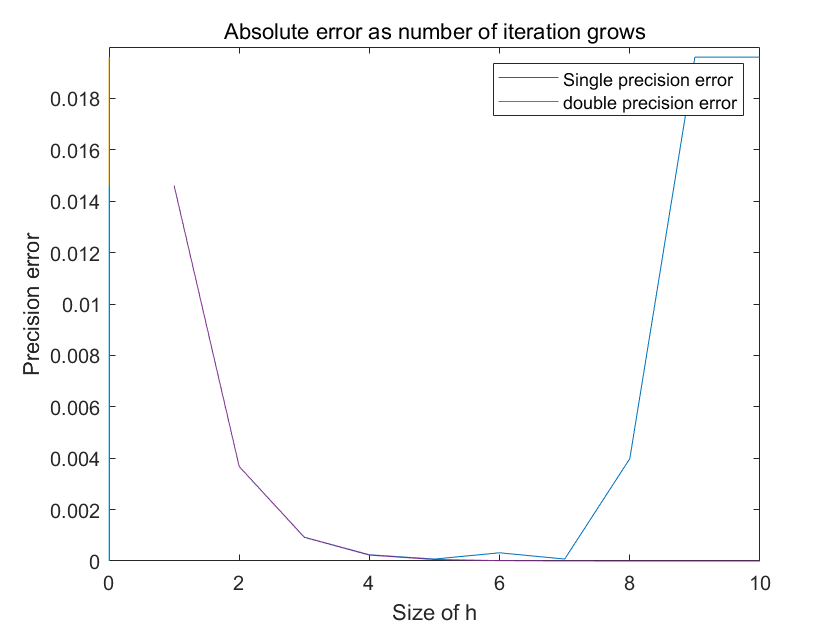 Absolute error as number of iteration grows
Single precision error
double precision error
Precision error
0.018
0.016
0.014
0.012
0.01
0.008
0.006
0.004
0.002
0
0 2 4 6 8 10
Size of h